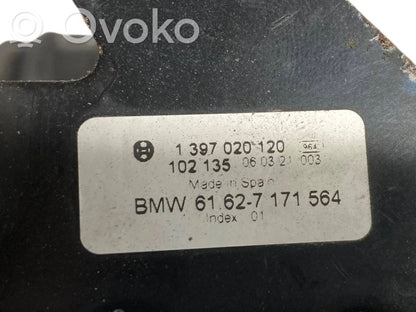 Ovoko
1 397 020 120 964
102 135 06.03.21 003
Made in Spain
BMW 61.62-7 171 564
Index 01